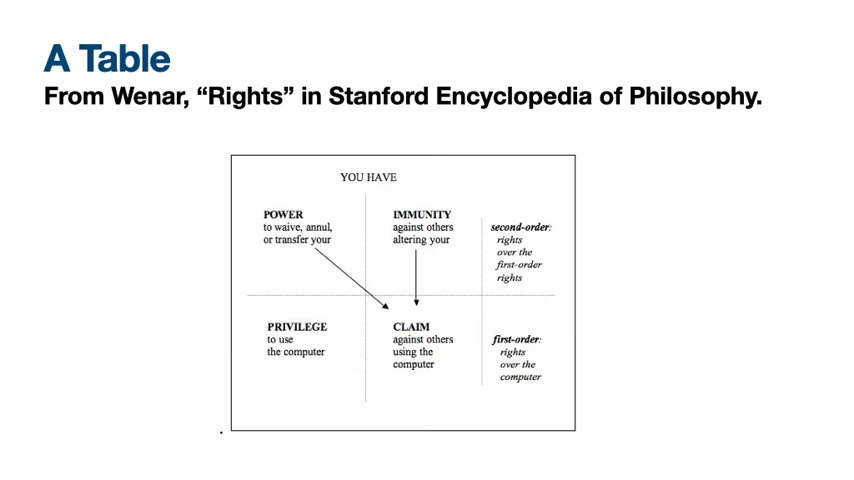 A Table
From Wenar, “Rights” in Stanford Encyclopedia of Philosophy.
YOU HAVE
POWER
to waive, annul,
or transfer your
IMMUNITY
against others
altering your
second-order:
rights
over the
first-order
rights
PRIVILEGE
to use
the computer
CLAIM
against others
using the
computer
first-order:
rights
over the
computer
.